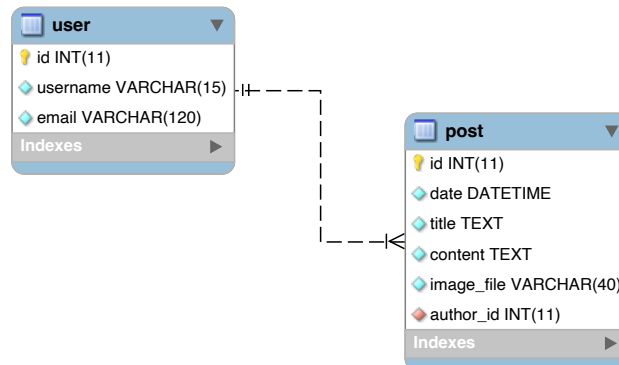 user
id INT(11)
username VARCHAR(15)
email VARCHAR(120)
Indexes
post
id INT(11)
date DATETIME
title TEXT
content TEXT
image_file VARCHAR(40)
author_id INT(11)
Indexes